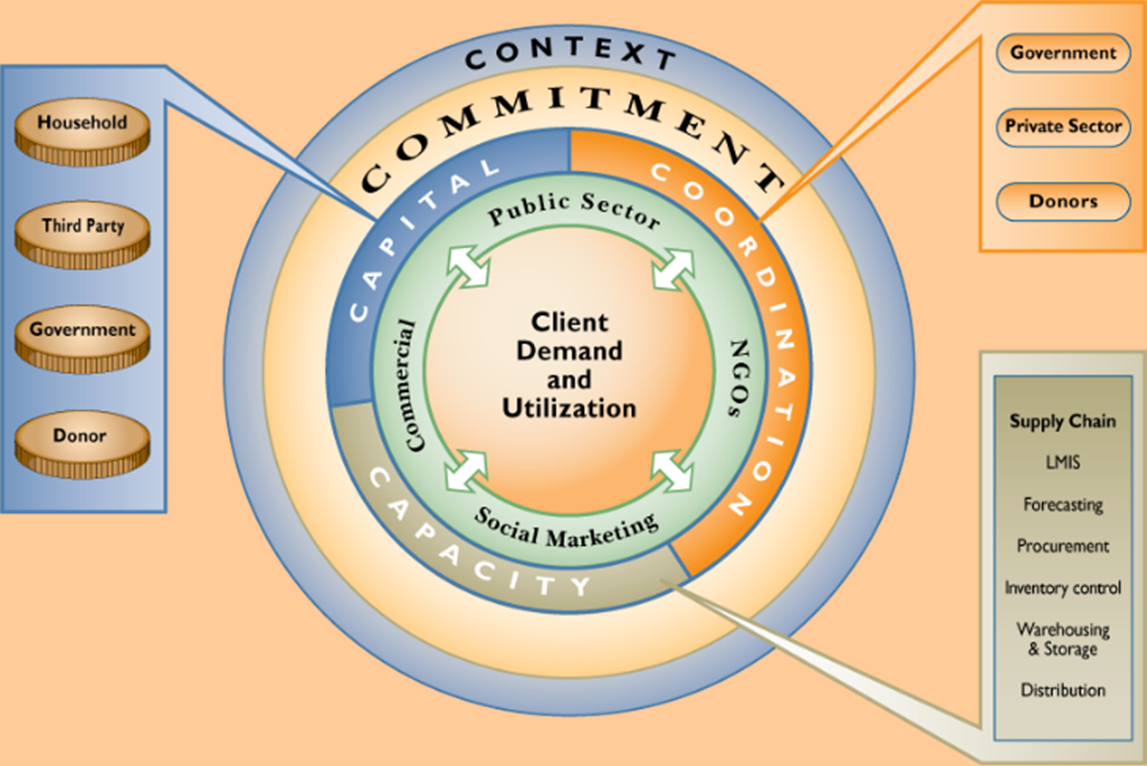 CONTEXT
COMMITMENT
CAPITAL
COORDINATION
CAPACITY
Public Sector
NGOs
Social Marketing
Commercial
Client
Demand
and
Utilization
Household
Third Party
Government
Donor
Government
Private Sector
Donors
Supply Chain
LMIS
Forecasting
Procurement
Inventory control
Warehousing
& Storage
Distribution